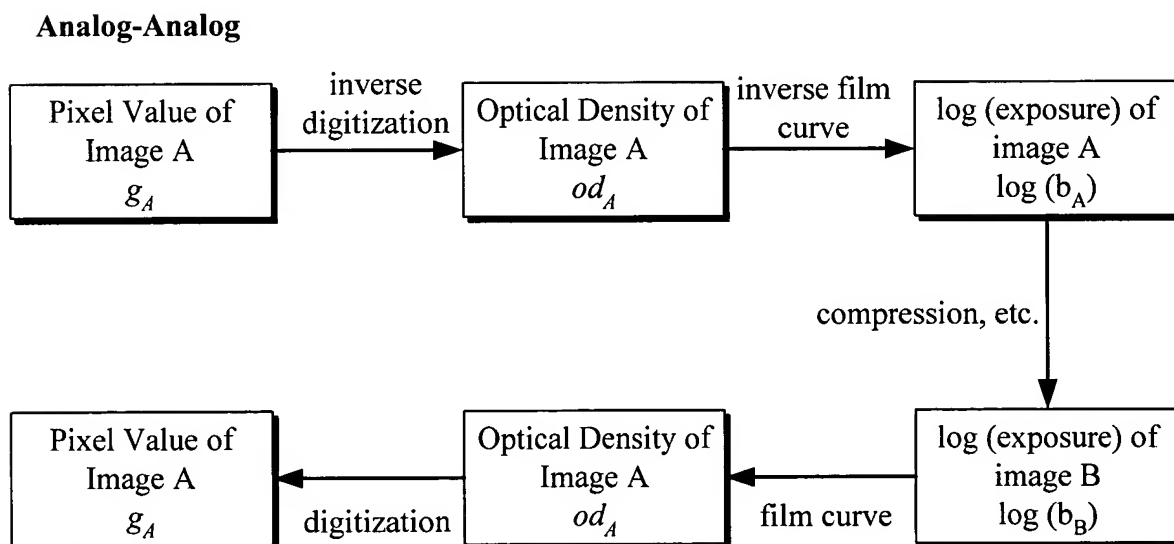 Analog-Analog
Pixel Value of
Image A
g_A
inverse
digitization
Optical Density of
Image A
od_A
inverse film
curve
log (exposure) of
image A
log (b_A)
compression, etc.
log (exposure) of
image B
log (b_B)
film curve
Optical Density of
Image A
od_A
digitization
Pixel Value of
Image A
g_A